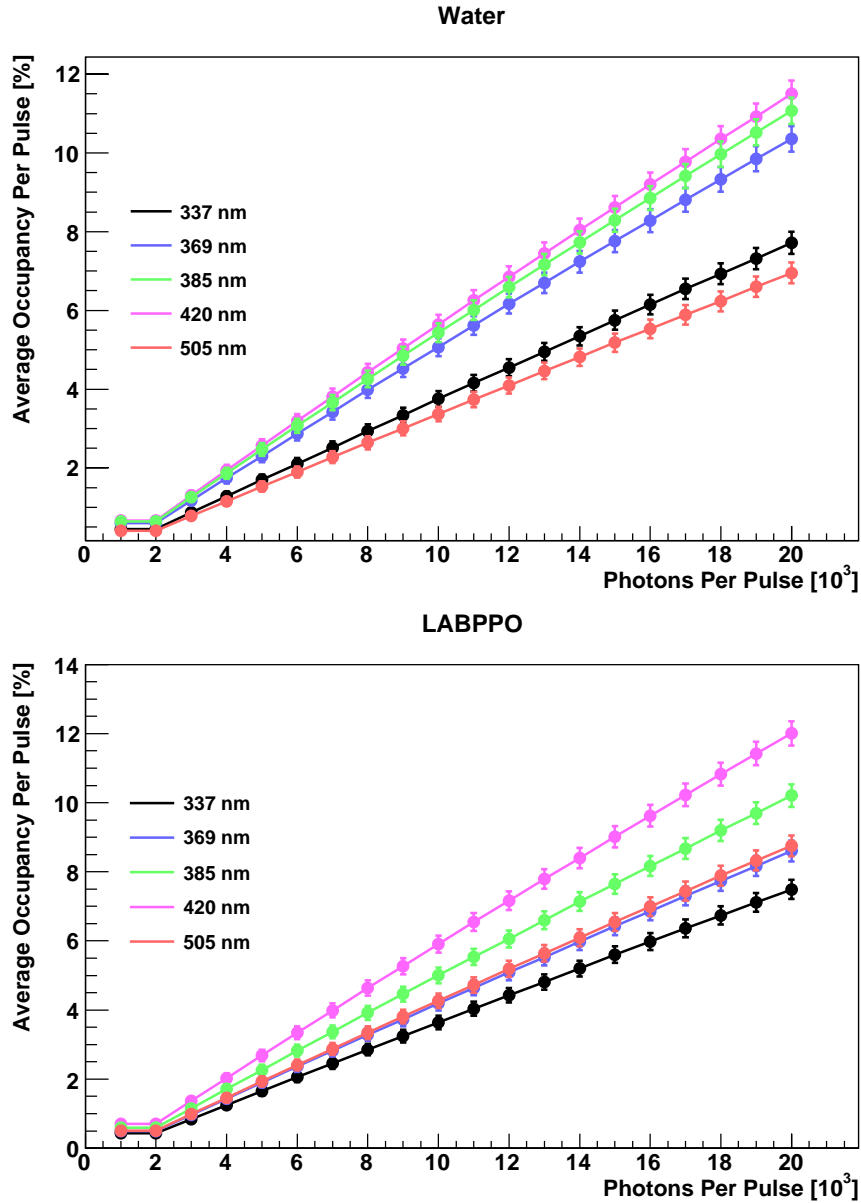 Water
Average Occupancy Per Pulse [%]
12
10
8
6
4
2
337 nm
369 nm
385 nm
420 nm
505 nm
0 2 4 6 8 10 12 14 16 18 20
Photons Per Pulse [10³]
LABPPO
Average Occupancy Per Pulse [%]
14
12
10
8
6
4
2
0
337 nm
369 nm
385 nm
420 nm
505 nm
0 2 4 6 8 10 12 14 16 18 20
Photons Per Pulse [10³]